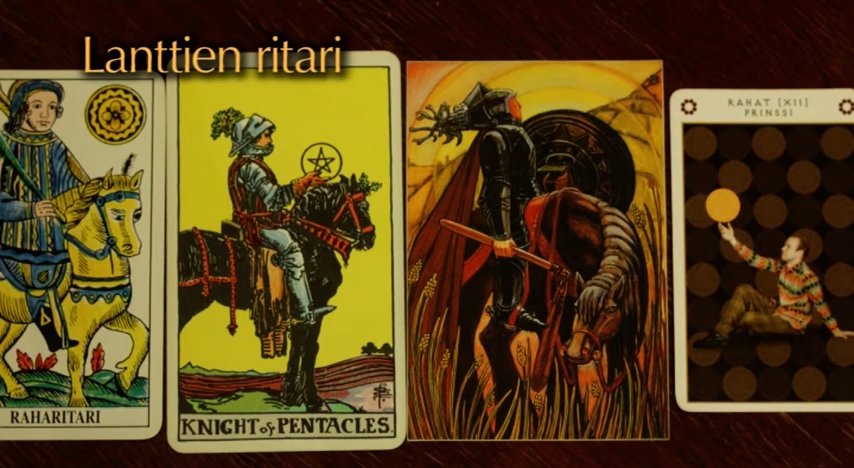 Lanttien ritari
RAHARITARI
KNIGHT of PENTACLES.
RAHAT [XII]
PRINSSI